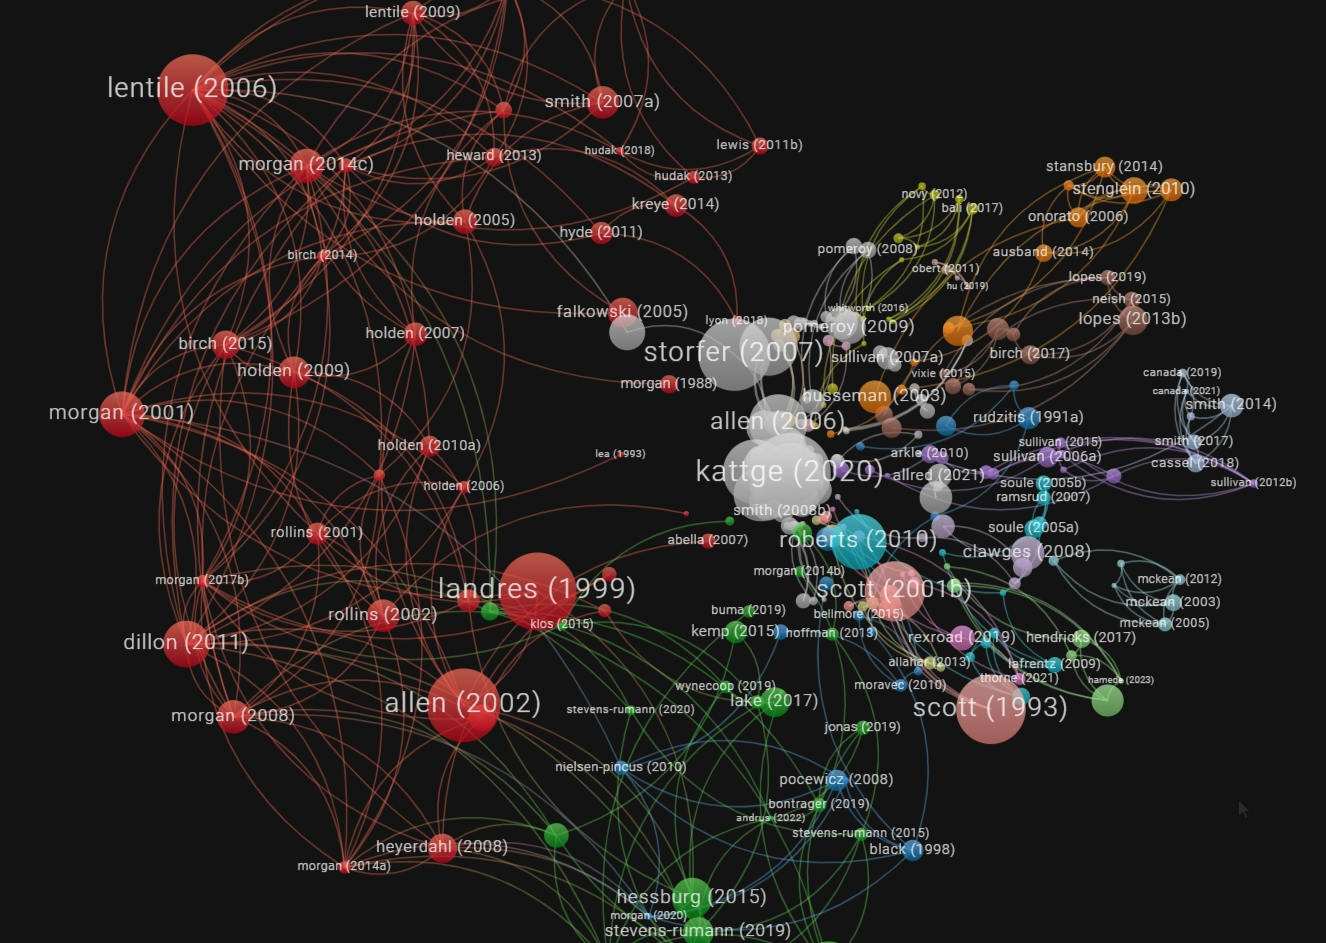 lentile (2009)
lentile (2006)
smith (2007a)
lewis (2011b)
hudak (2018)
heward (2013)
morgan (2014c)
stansbury (2014)
hudak (2013)
stenglein (2010)
novy (2012)
kreye (2014)
bali (2017)
onorato (2006)
holden (2005)
hyde (2011)
pomeroy (2008)
ausband (2014)
birch (2014)
obert (2011)
lopes (2019)
hu (2019)
neish (2015)
whitworth (2016)
falkowski (2005)
lopes (2013b)
lyon (2018)
pomeroy (2009)
holden (2007)
birch (2015)
storfer (2007)
birch (2017)
sullivan (2007a)
holden (2009)
canada (2019)
vixie (2015)
morgan (1988)
canada (2021)
husseman (2003)
smith (2014)
morgan (2001)
rudzitis (1991a)
allen (2006)
smith (2017)
sullivan (2015)
holden (2010a)
lea (1993)
arkle (2010)
sullivan (2006a)
cassel (2018)
kattge (2020)
allred (2021)
soule (2005b)
sullivan (2012b)
holden (2006)
ramsrud (2007)
smith (2008b)
soule (2005a)
rollins (2001)
abella (2007)
roberts (2010)
clawges (2008)
morgan (2014b)
morgan (2017b)
mckean (2012)
landres (1999)
scott (2001b)
mckean (2003)
buma (2019)
rollins (2002)
bellmore (2015)
klos (2015)
mckean (2005)
kemp (2015)
hoffman (2013)
rexroad (2019)
hendricks (2017)
dillon (2011)
allaher (2013)
lafrentz (2009)
thorne (2021)
hamede (2023)
wyneccop (2019)
moravec (2010)
lake (2017)
allen (2002)
stevens-rumann (2020)
scott (1993)
morgan (2008)
jonas (2019)
nielsen-pincus (2010)
pocewicz (2008)
bontrager (2019)
andrus (2022)
stevens-rumann (2015)
heyerdahl (2008)
black (1998)
morgan (2014a)
hessburg (2015)
morgan (2020)
stevens-rumann (2019)